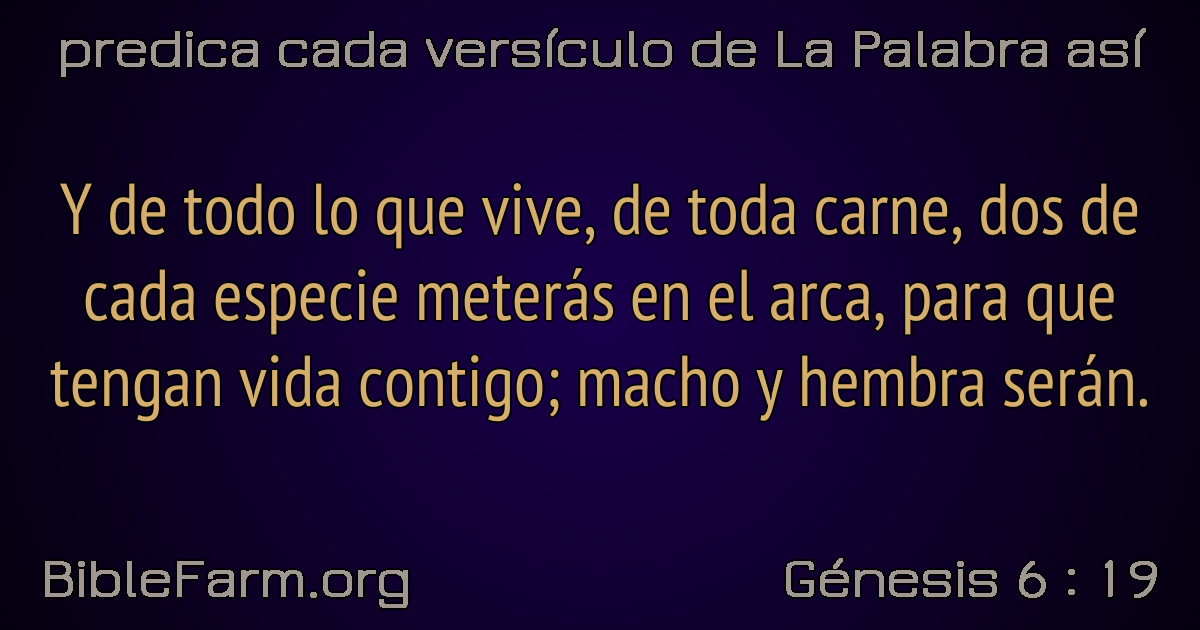 predica cada versículo de La Palabra así
Y de todo lo que vive, de toda carne, dos de
cada especie meterás en el arca, para que
tengan vida contigo; macho y hembra serán.
BibleFarm.org
Génesis 6 : 19